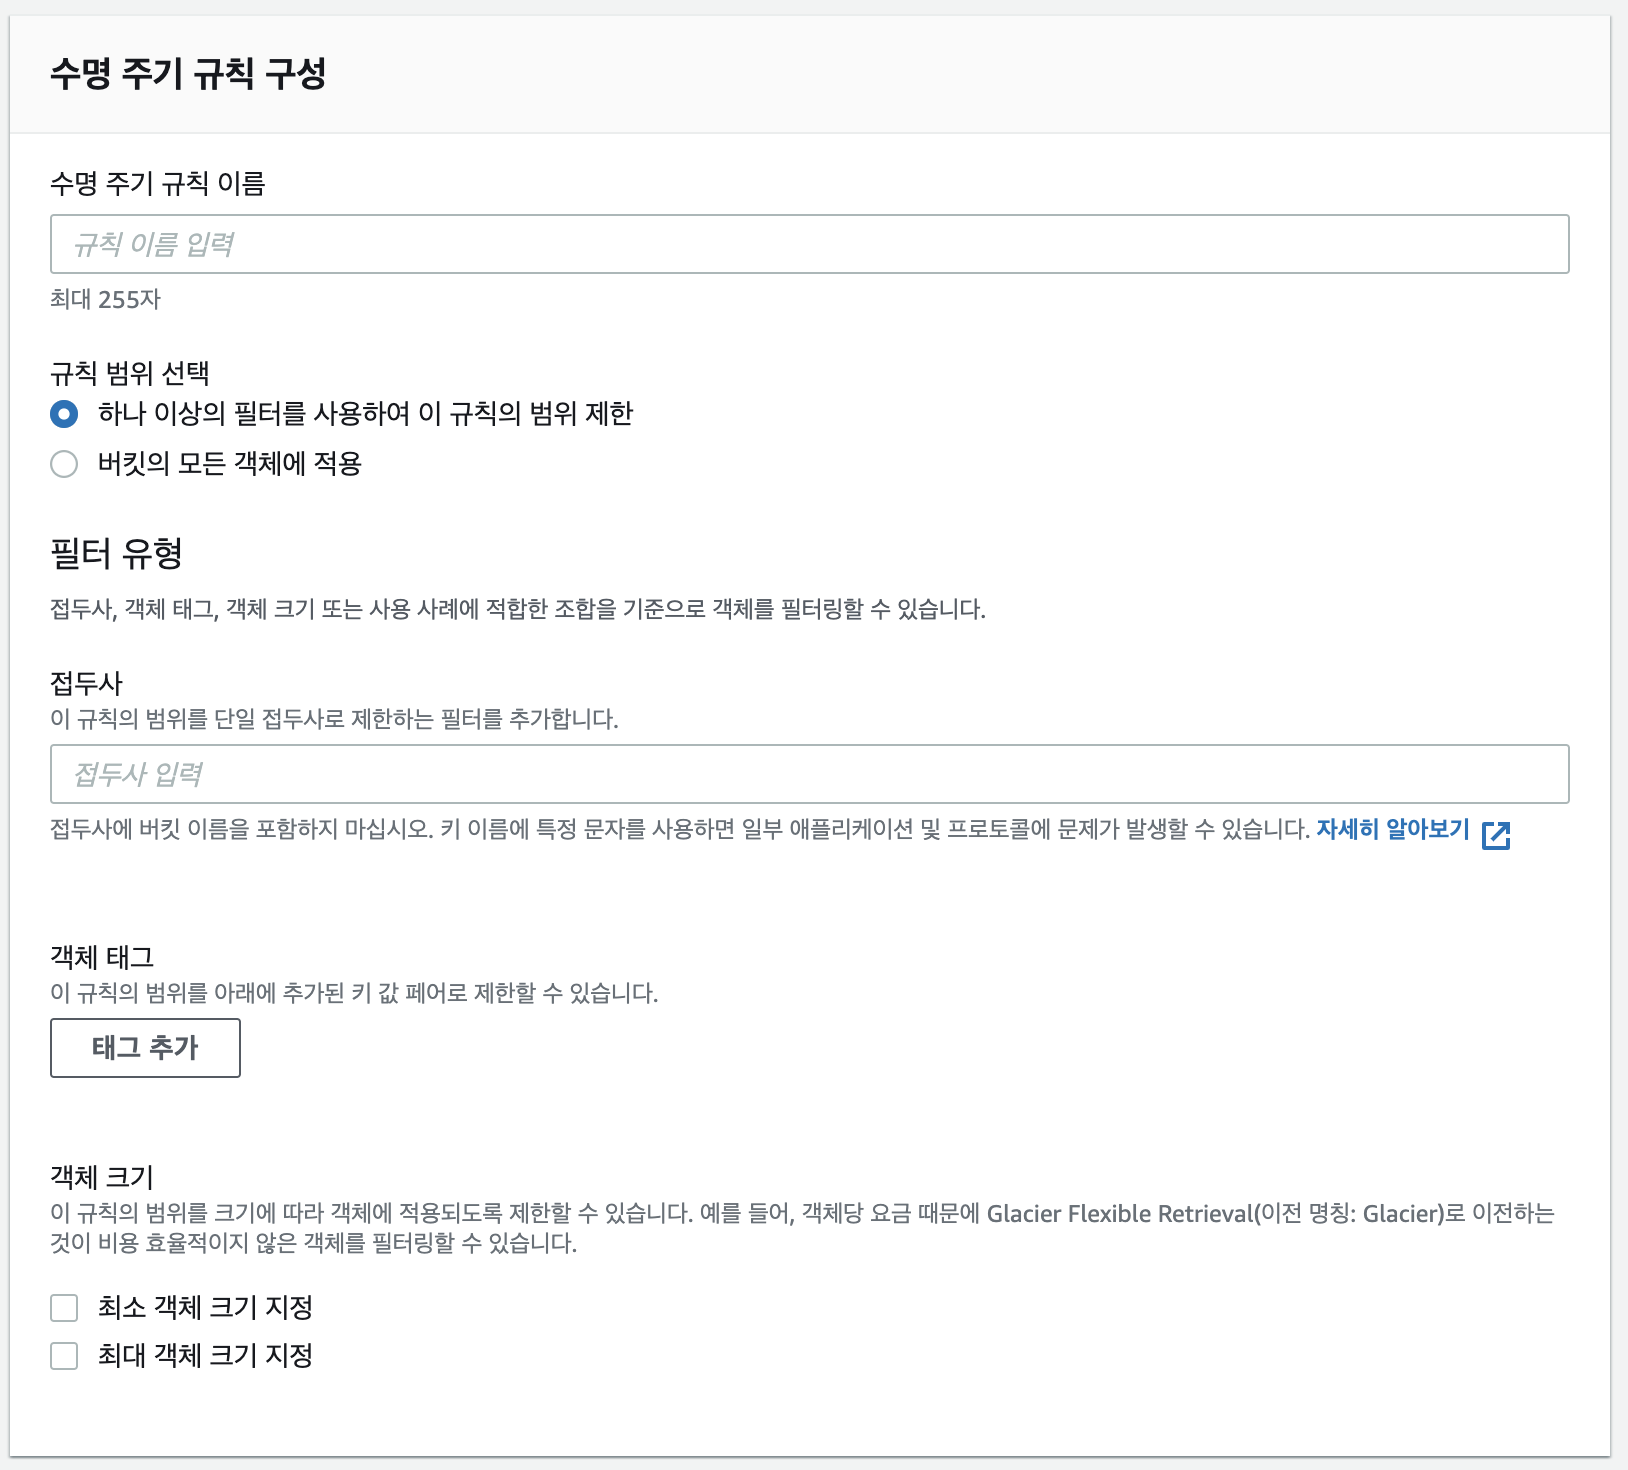 수명 주기 규칙 구성
수명 주기 규칙 이름
규칙 이름 입력
최대 255자
규칙 범위 선택
하나 이상의 필터를 사용하여 이 규칙의 범위 제한
버킷의 모든 객체에 적용
필터 유형
접두사, 객체 태그, 객체 크기 또는 사용 사례에 적합한 조합을 기준으로 객체를 필터링할 수 있습니다.
접두사
이 규칙의 범위를 단일 접두사로 제한하는 필터를 추가합니다.
접두사 입력
접두사에 버킷 이름을 포함하지 마십시오. 키 이름에 특정 문자를 사용하면 일부 애플리케이션 및 프로토콜에 문제가 발생할 수 있습니다. 자세히 알아보기
객체 태그
이 규칙의 범위를 아래에 추가된 키 값 페어로 제한할 수 있습니다.
태그 추가
객체 크기
이 규칙의 범위를 크기에 따라 객체에 적용되도록 제한할 수 있습니다. 예를 들어, 객체당 요금 때문에 Glacier Flexible Retrieval(이전 명칭: Glacier)로 이전하는
것이 비용 효율적이지 않은 객체를 필터링할 수 있습니다.
최소 객체 크기 지정
최대 객체 크기 지정